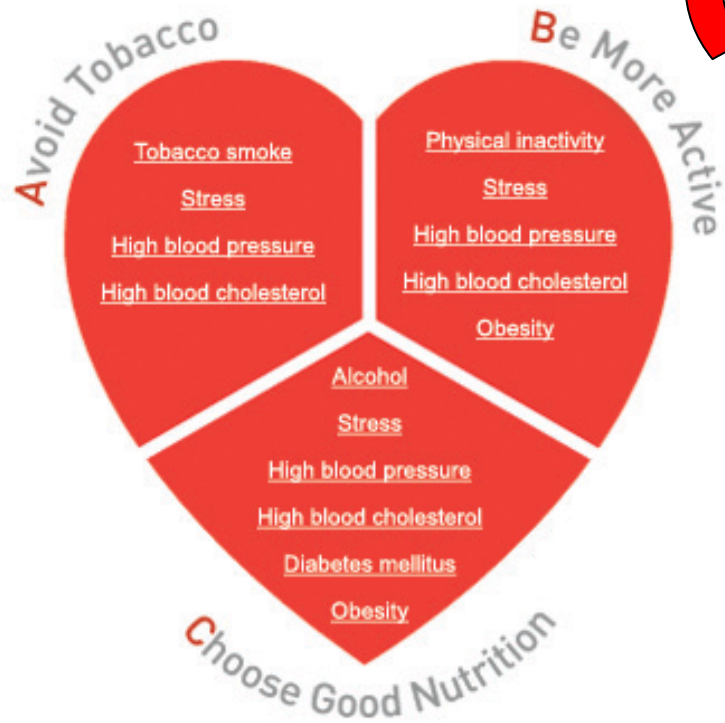 Avoid Tobacco
Tobacco smoke
Stress
High blood pressure
High blood cholesterol
Be More Active
Physical inactivity
Stress
High blood pressure
High blood cholesterol
Obesity
Alcohol
Stress
High blood pressure
High blood cholesterol
Diabetes mellitus
Obesity
Choose Good Nutrition